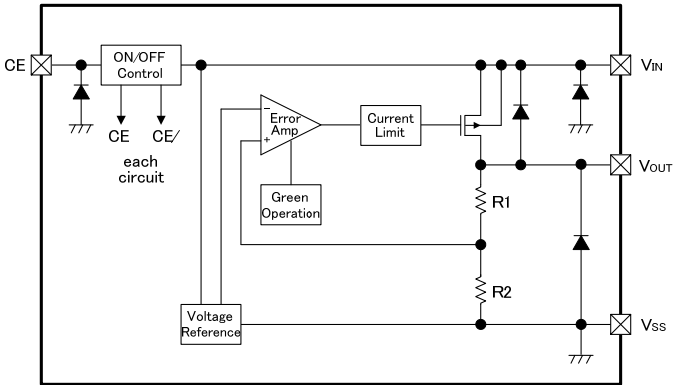 CE
ON/OFF
Control
VIN
CE
CE/
each
circuit
−
Error
Amp
+
Current
Limit
Green
Operation
VOUT
R1
R2
Voltage
Reference
VSS